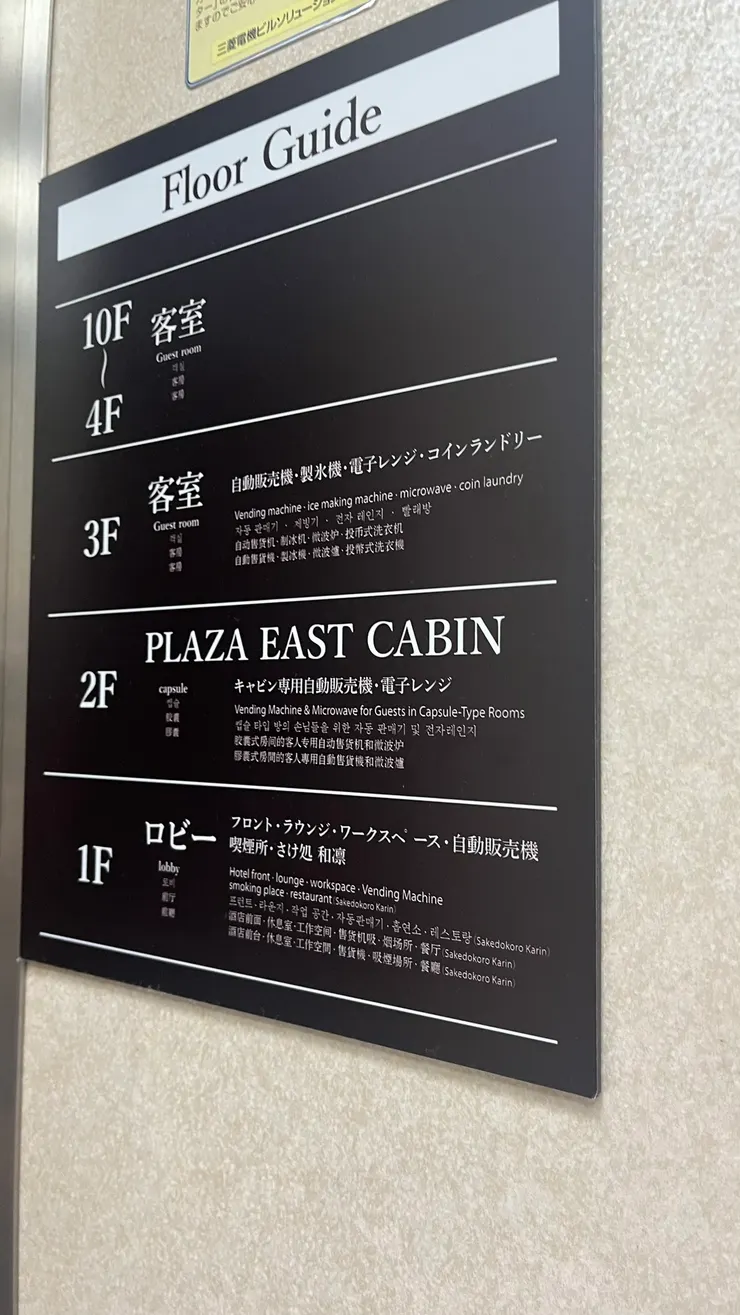 ますのでご安心
三菱電機ビルソリューション
Floor Guide
10F
〜
4F
客室
Guest room
객실
客房
客房
3F
客室
Guest room
객실
客房
客房
自動販売機・製氷機・電子レンジ・コインランドリー
Vending machine · ice making machine · microwave · coin laundry
자동 판매기 · 제빙기 · 전자 레인지 · 빨래방
自动售货机 · 制冰机 · 微波炉 · 投币式洗衣机
自動售貨機 · 製冰機 · 微波爐 · 投幣式洗衣機
2F
PLAZA EAST CABIN
capsule
캡슐
胶囊
膠囊
キャビン専用自動販売機・電子レンジ
Vending Machine & Microwave for Guests in Capsule-Type Rooms
캡슐 타입 방의 손님들을 위한 자동 판매기 및 전자레인지
胶囊式房间的客人专用自动售货机和微波炉
膠囊式房間的客人專用自動售貨機和微波爐
1F
ロビー
lobby
로비
前厅
前廳
フロント・ラウンジ・ワークスペース・自動販売機
喫煙所・さけ処 和凛
Hotel front · lounge · workspace · Vending Machine
smoking place · restaurant (Sakedokoro Karin)
프런트 · 라운지 · 작업 공간 · 자동판매기 · 흡연소 · 레스토랑 (Sakedokoro Karin)
酒店前面 · 休息室 · 工作空间 · 售货机吸 · 烟场所 · 餐厅 (Sakedokoro Karin)
酒店前台 · 休息室 · 工作空間 · 售貨機 · 吸煙場所 · 餐廳 (Sakedokoro Karin)